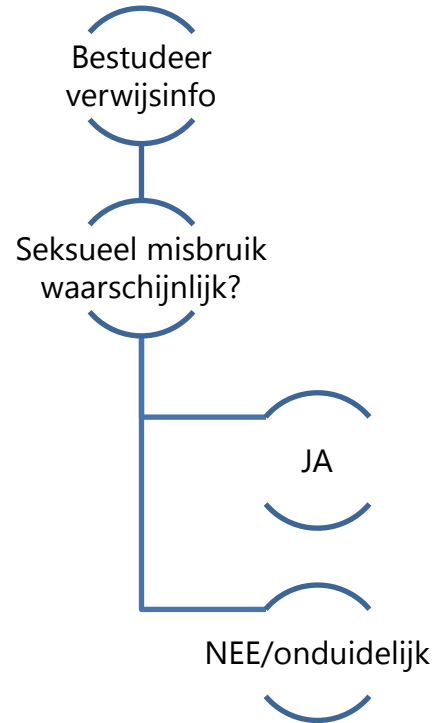 Bestudeer
verwijsinfo
Seksueel misbruik
waarschijnlijk?
JA
NEE/onduidelijk